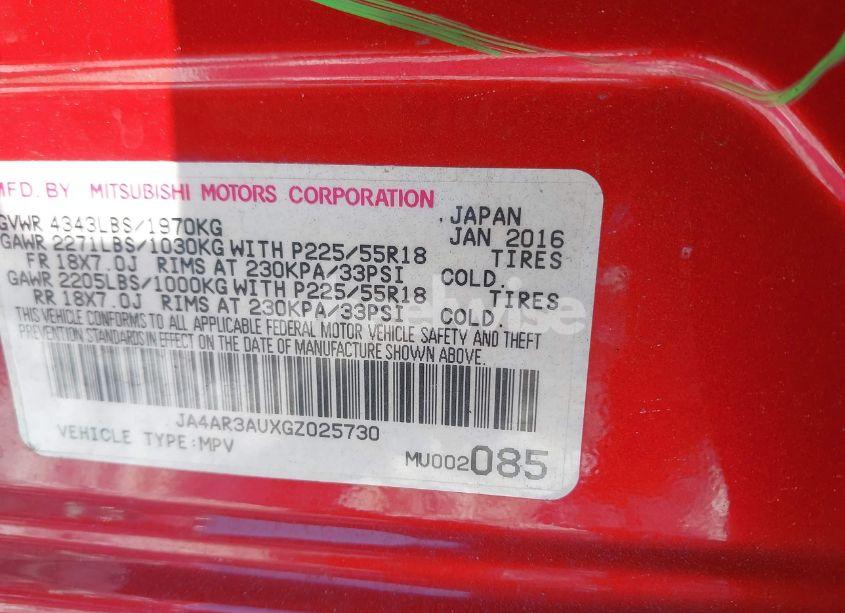 MFD. BY MITSUBISHI MOTORS CORPORATION, JAPAN
GVWR 4343LBS/1970KG JAN 2016
GAWR 2271LBS/1030KG WITH P225/55R18 TIRES
FR 18X7.0J RIMS AT 230KPA/33PSI COLD.
GAWR 2205LBS/1000KG WITH P225/55R18 TIRES
RR 18X7.0J RIMS AT 230KPA/33PSI COLD.
THIS VEHICLE CONFORMS TO ALL APPLICABLE FEDERAL MOTOR VEHICLE SAFETY AND THEFT
PREVENTION STANDARDS IN EFFECT ON THE DATE OF MANUFACTURE SHOWN ABOVE.
JA4AR3AUXGZ025730
VEHICLE TYPE:MPV
MU002085